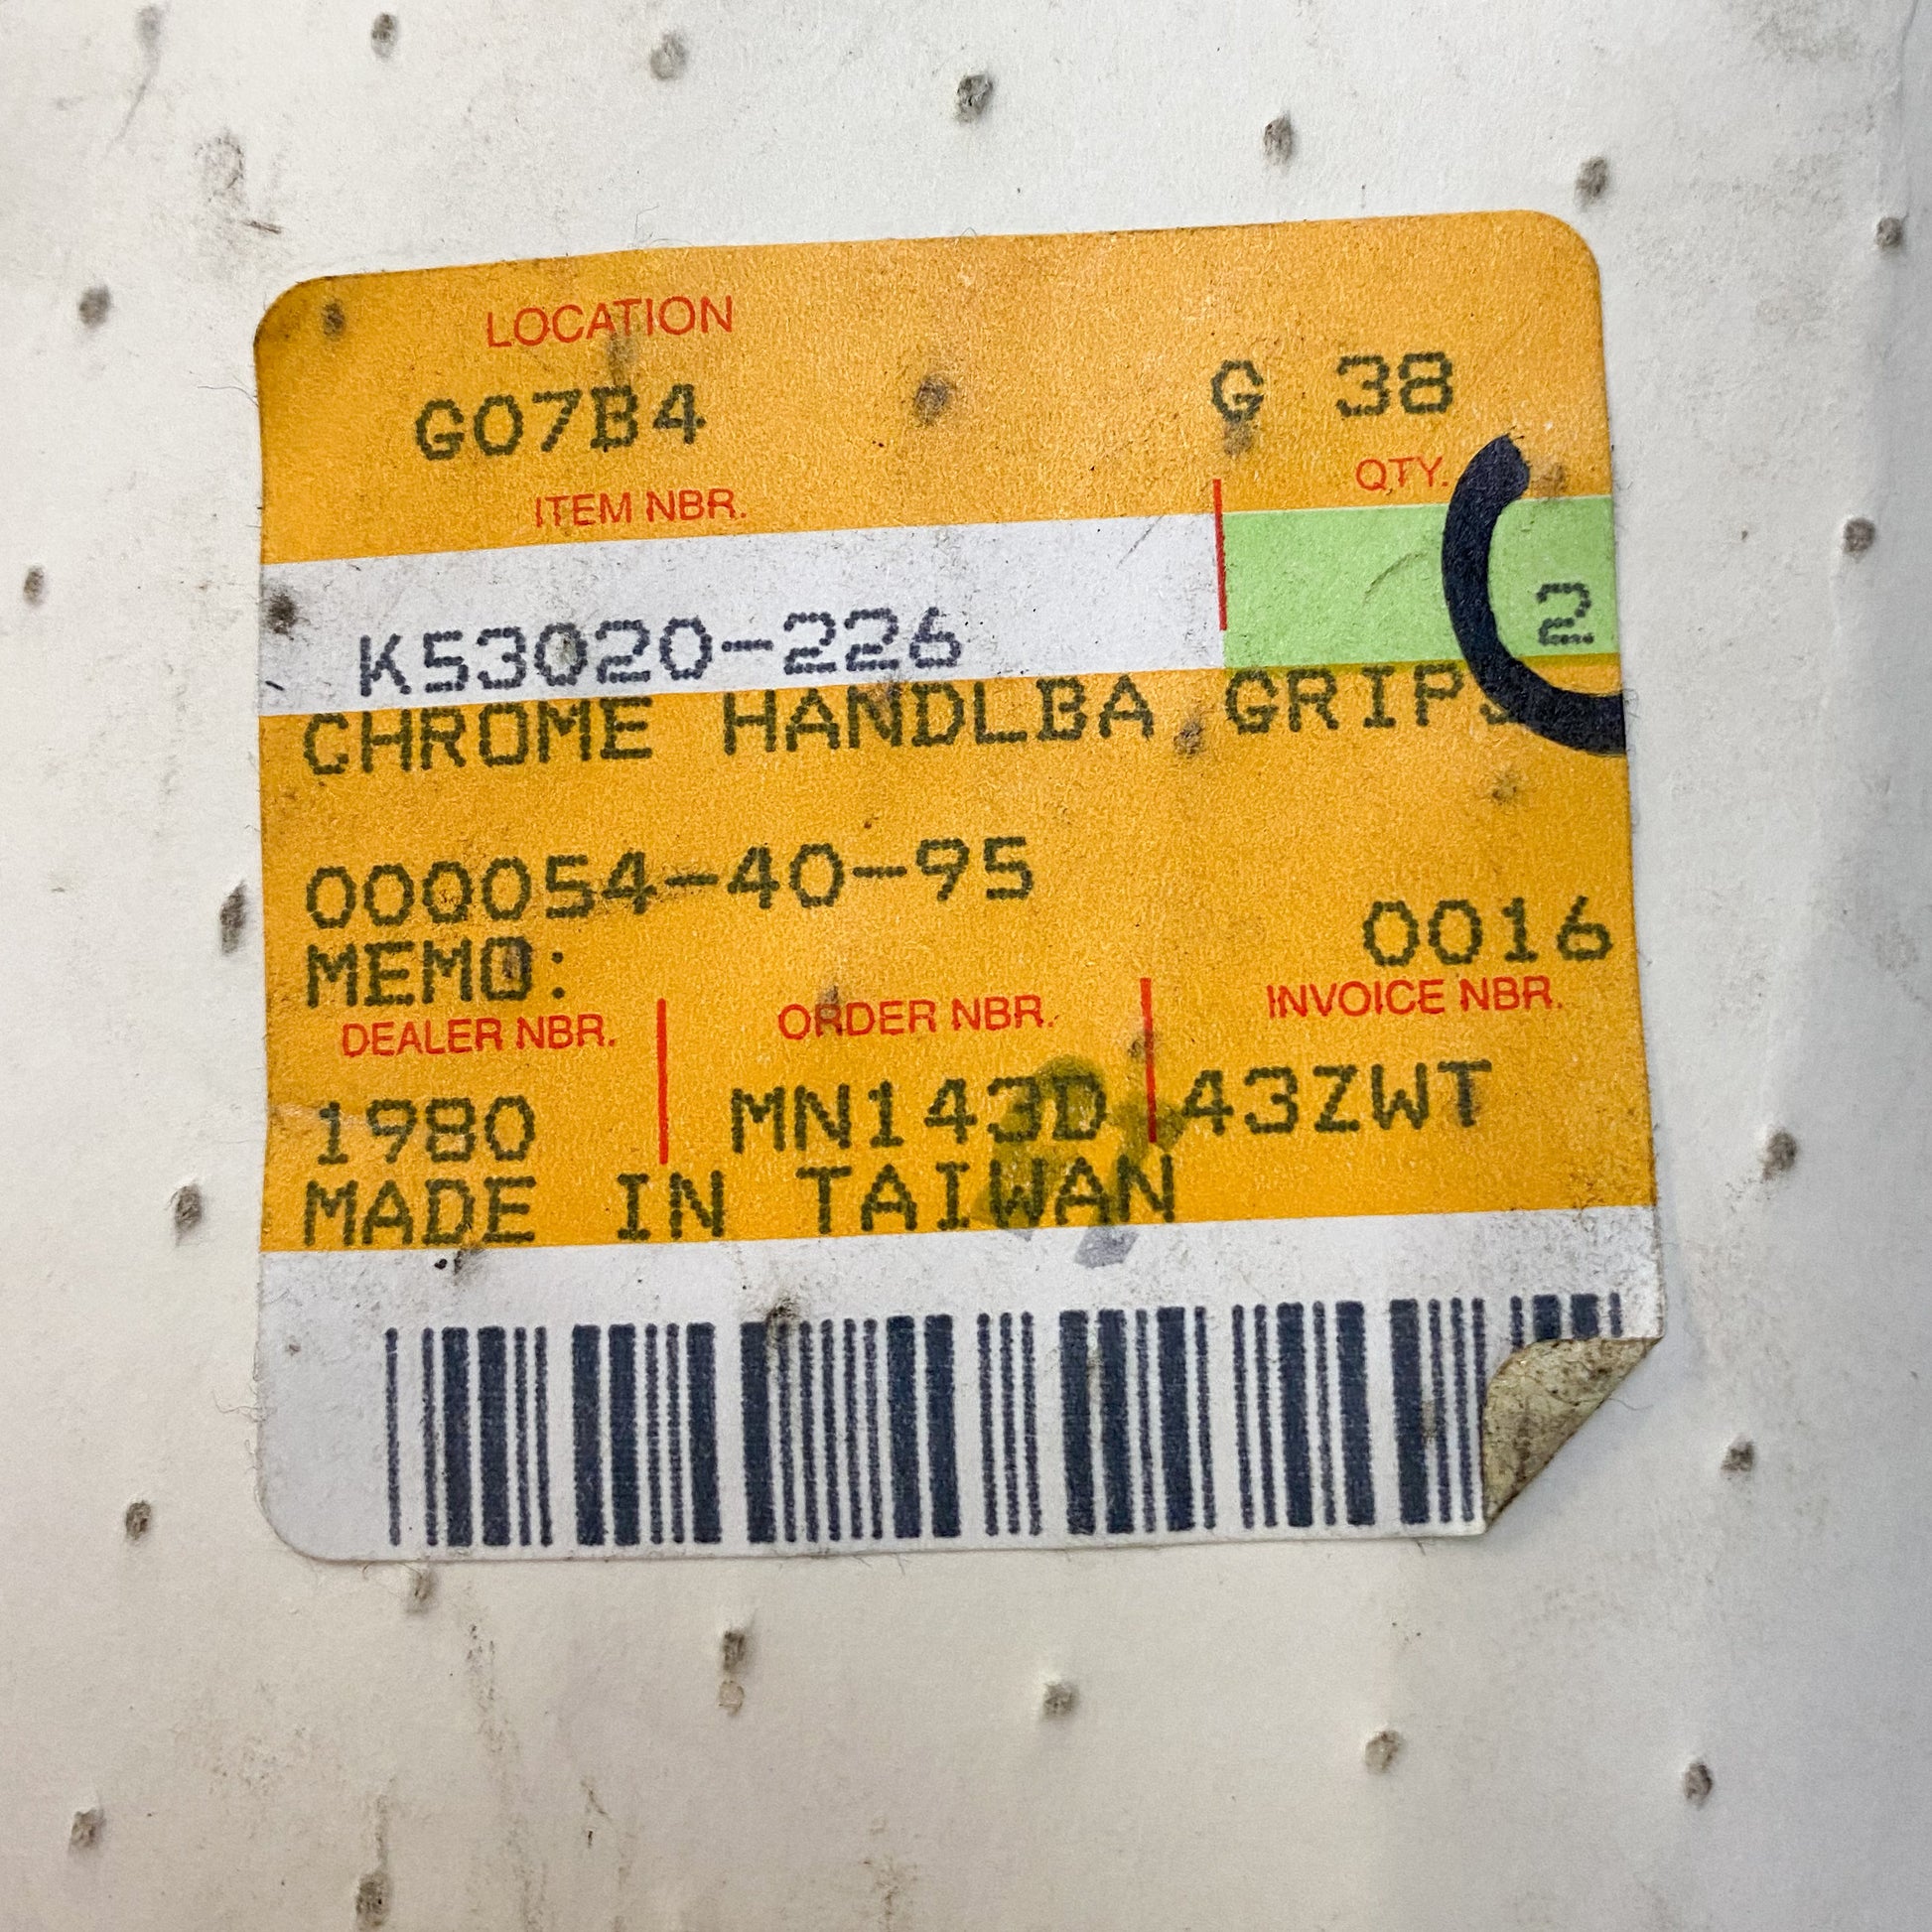 LOCATION
G07B4 G 38
ITEM NBR. QTY.
K53020-226 2
CHROME HANDLBA GRIPS
000054-40-95
0016
MEMO:
DEALER NBR. ORDER NBR. INVOICE NBR.
1980 MN143D 43ZWT
MADE IN TAIWAN